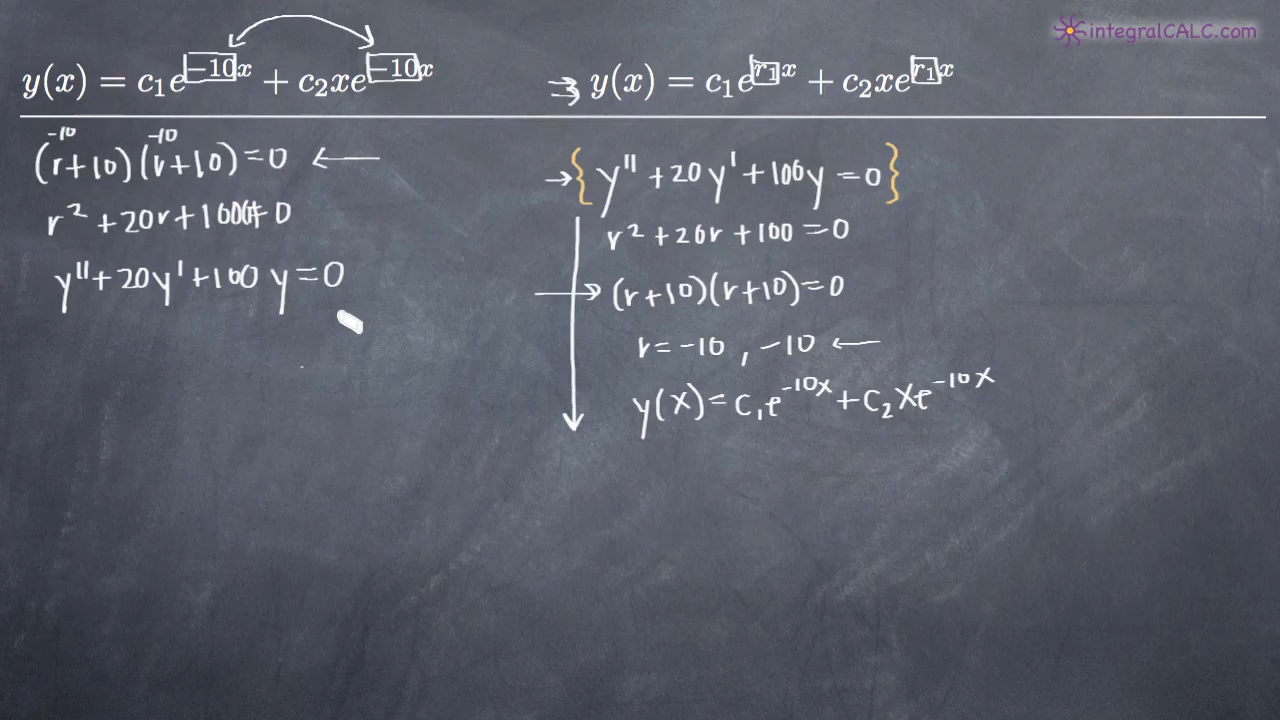 integralCALC.com
y(x) = c₁e^{-10x} + c₂xe^{-10x}
⇒ y(x) = c₁e^{r₁x} + c₂xe^{r₁x}
-10 -10
(r+10)(r+10)=0 ←
r² + 20r + 100 = 0
y'' + 20y' + 100y = 0
→ { y'' + 20y' + 100y = 0 }
r² + 20r + 100 = 0
→ (r+10)(r+10)=0
r = -10, -10 ←
y(x) = c₁e^{-10x} + c₂xe^{-10x}